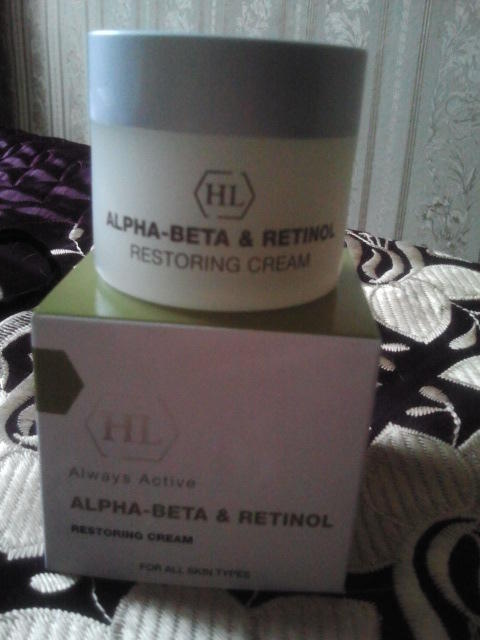 HL
ALPHA-BETA & RETINOL
RESTORING CREAM
HL
Always Active
ALPHA-BETA & RETINOL
RESTORING CREAM
FOR ALL SKIN TYPES